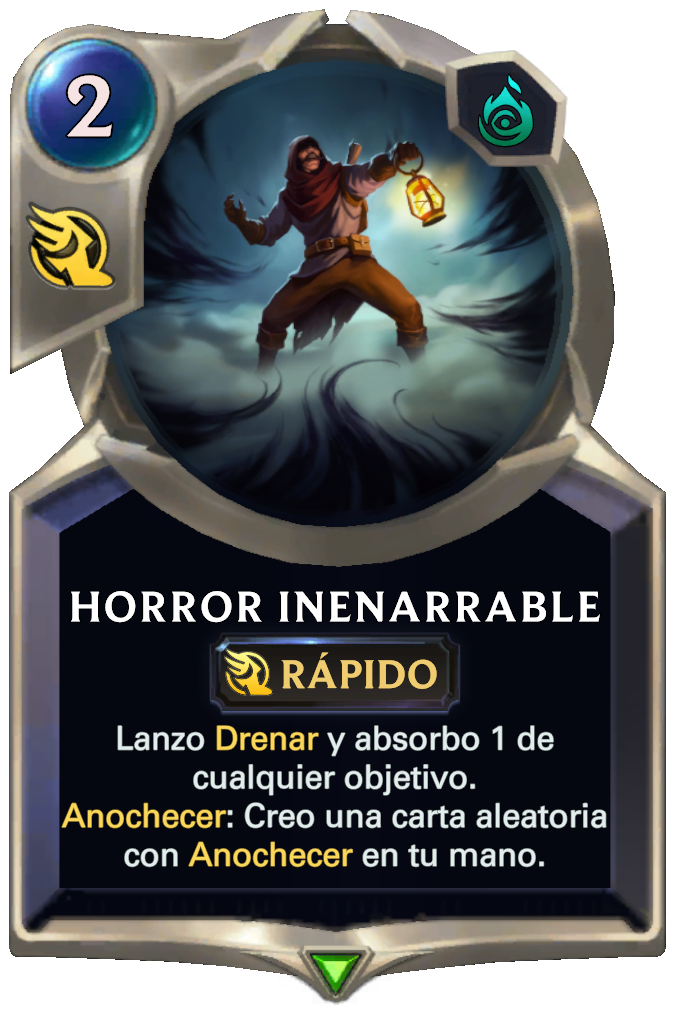 2
HORROR INENARRABLE
RÁPIDO
Lanzo Drenar y absorbo 1 de
cualquier objetivo.
Anochecer: Creo una carta aleatoria
con Anochecer en tu mano.